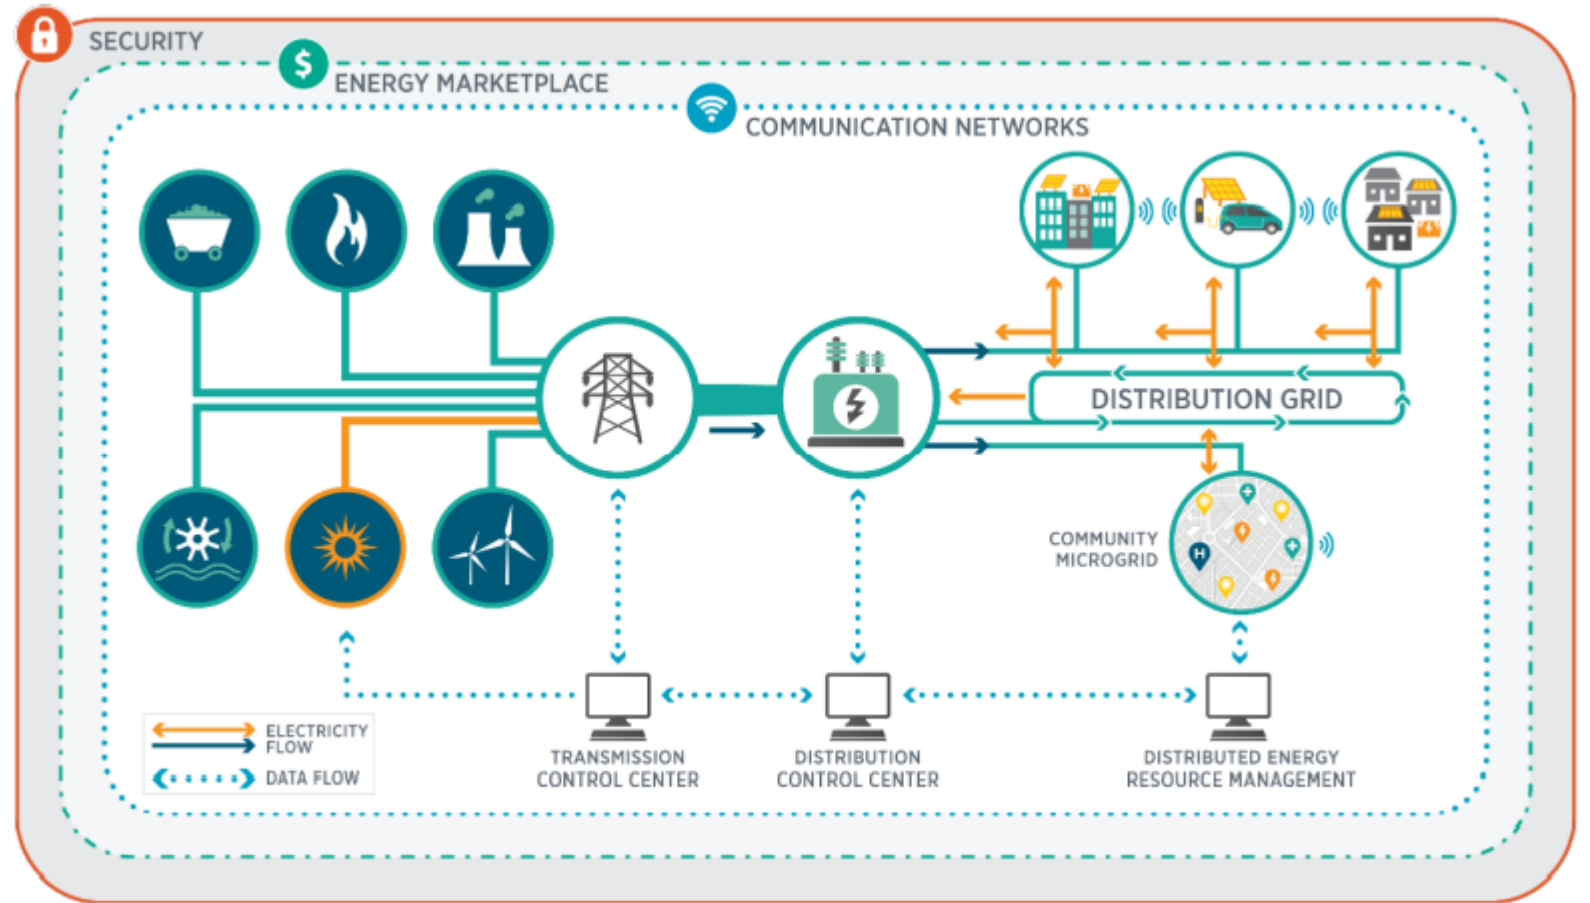 SECURITY
$
ENERGY MARKETPLACE
COMMUNICATION NETWORKS
DISTRIBUTION GRID
COMMUNITY
MICROGRID
H
ELECTRICITY
FLOW
DATA FLOW
TRANSMISSION
CONTROL CENTER
DISTRIBUTION
CONTROL CENTER
DISTRIBUTED ENERGY
RESOURCE MANAGEMENT